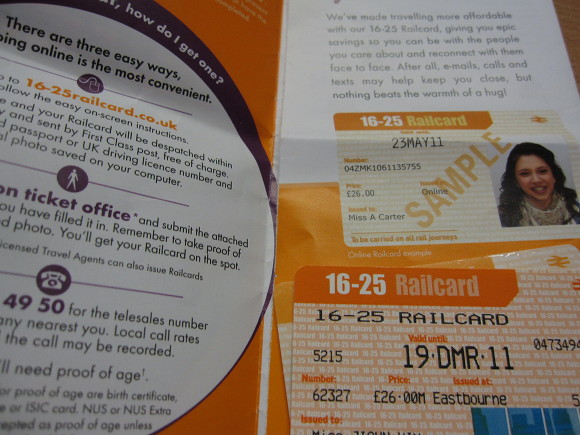 at, how do I get one?
There are three easy ways,
ping online is the most convenient.
o to 16-25railcard.co.uk
ollow the easy on-screen instructions.
e and your Railcard will be despatched within
y and sent by First Class post, free of charge.
d passport or UK driving licence number and
al photo saved on your computer.
on ticket office* and submit the attached
ou have filled it in. Remember to take proof of
ed photo. You'll get your Railcard on the spot.
icensed Travel Agents can also issue Railcards
49 50 for the telesales number
any nearest you. Local call rates
the call may be recorded.
'll need proof of age†.
or proof of age are birth certificate,
e or ISIC card. NUS or NUS Extra
cepted as proof of age unless
We've made travelling more affordable
with our 16-25 Railcard, giving you epic
savings so you can be with the people
you care about and reconnect with them
face to face. After all, e-mails, calls and
texts may help keep you close, but
nothing beats the warmth of a hug!
16-25 Railcard
Valid until:
23MAY11
Number:
04ZMK1061135755
Price: Issued at:
£26.00 Online
Issued to:
Miss A Carter
SAMPLE
To be carried on all rail journeys
Online Railcard example
16-25 Railcard
16-25 RAILCARD
Valid until:
5215 19·DMR·11 0473494
Number: Price: Issued at:
62327 £26·00M Eastbourne 5
Issued to: